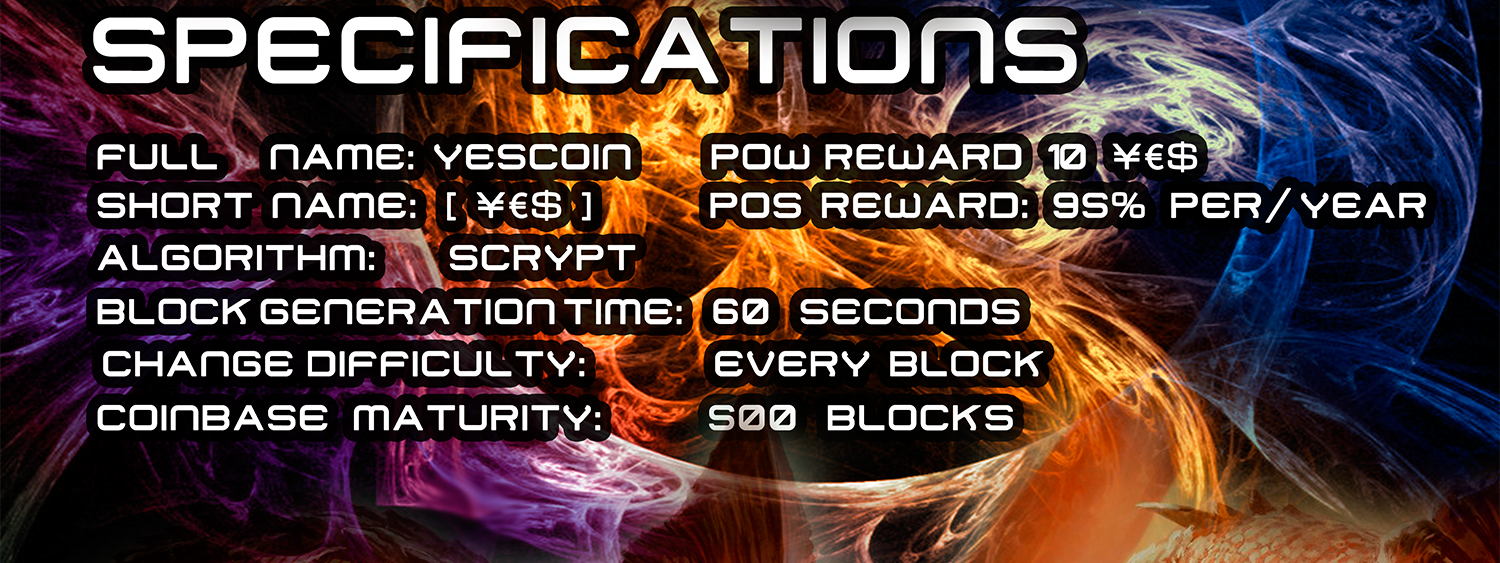 SPECIFICATIONS
FULL NAME: YESCOIN POW REWARD 10 ¥€$
SHORT NAME: [ ¥€$ ] POS REWARD: 95% PER/YEAR
ALGORITHM: SCRYPT
BLOCK GENERATION TIME: 60 SECONDS
CHANGE DIFFICULTY: EVERY BLOCK
COINBASE MATURITY: 500 BLOCKS